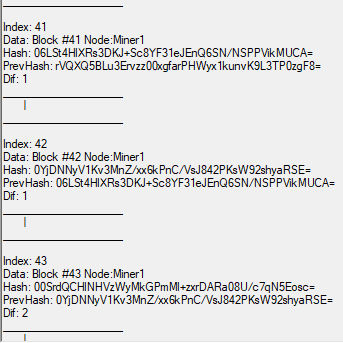 Index: 41
Data: Block #41 Node:Miner1
Hash: 06LSt4HIXRs3DKJ+Sc8YF31eJEnQ6SN/NSPPVikMUCA=
PrevHash: rVQXQ5BLu3Ervzz00xgfarPHWyx1kunvK9L3TP0zgF8=
Dif: 1
Index: 42
Data: Block #42 Node:Miner1
Hash: 0YjDNNyV1Kv3MnZ/xx6kPnC/VsJ842PKsW92shyaRSE=
PrevHash: 06LSt4HIXRs3DKJ+Sc8YF31eJEnQ6SN/NSPPVikMUCA=
Dif: 1
Index: 43
Data: Block #43 Node:Miner1
Hash: 00SrdQCHINHVzWyMkGPmMI+zxrDARa08U/c7qN5Eosc=
PrevHash: 0YjDNNyV1Kv3MnZ/xx6kPnC/VsJ842PKsW92shyaRSE=
Dif: 2